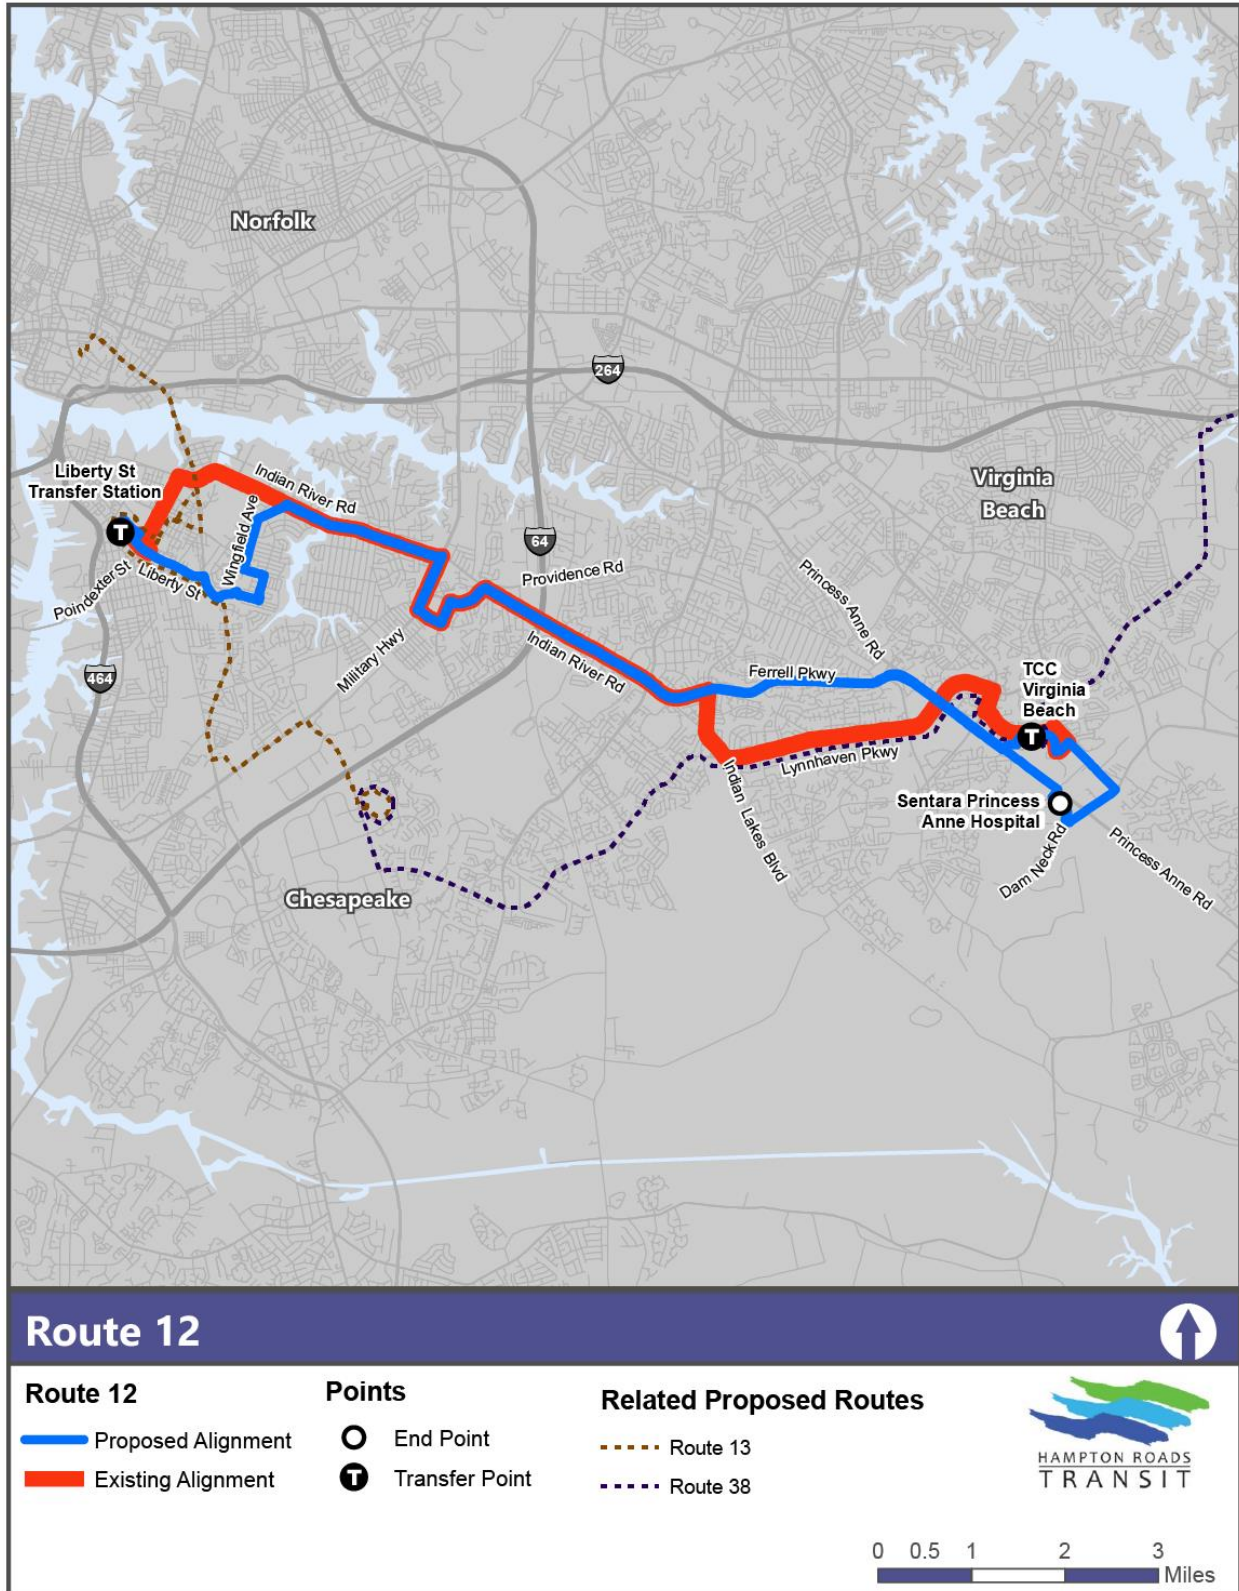 Norfolk
264
Liberty St
Transfer Station
Indian River Rd
Virginia
Beach
Wingfield Ave
64
Providence Rd
Poindexter St
Liberty St
Princess Anne Rd
Military Hwy
Indian River Rd
464
Ferrell Pkwy
TCC
Virginia
Beach
Lynnhaven Pkwy
Indian Lakes Blvd
Sentara Princess
Anne Hospital
Dam Neck Rd
Princess Anne Rd
Chesapeake
Route 12
Route 12
Proposed Alignment
Existing Alignment
Points
End Point
T Transfer Point
Related Proposed Routes
Route 13
Route 38
HAMPTON ROADS
TRANSIT
0 0.5 1 2 3
Miles